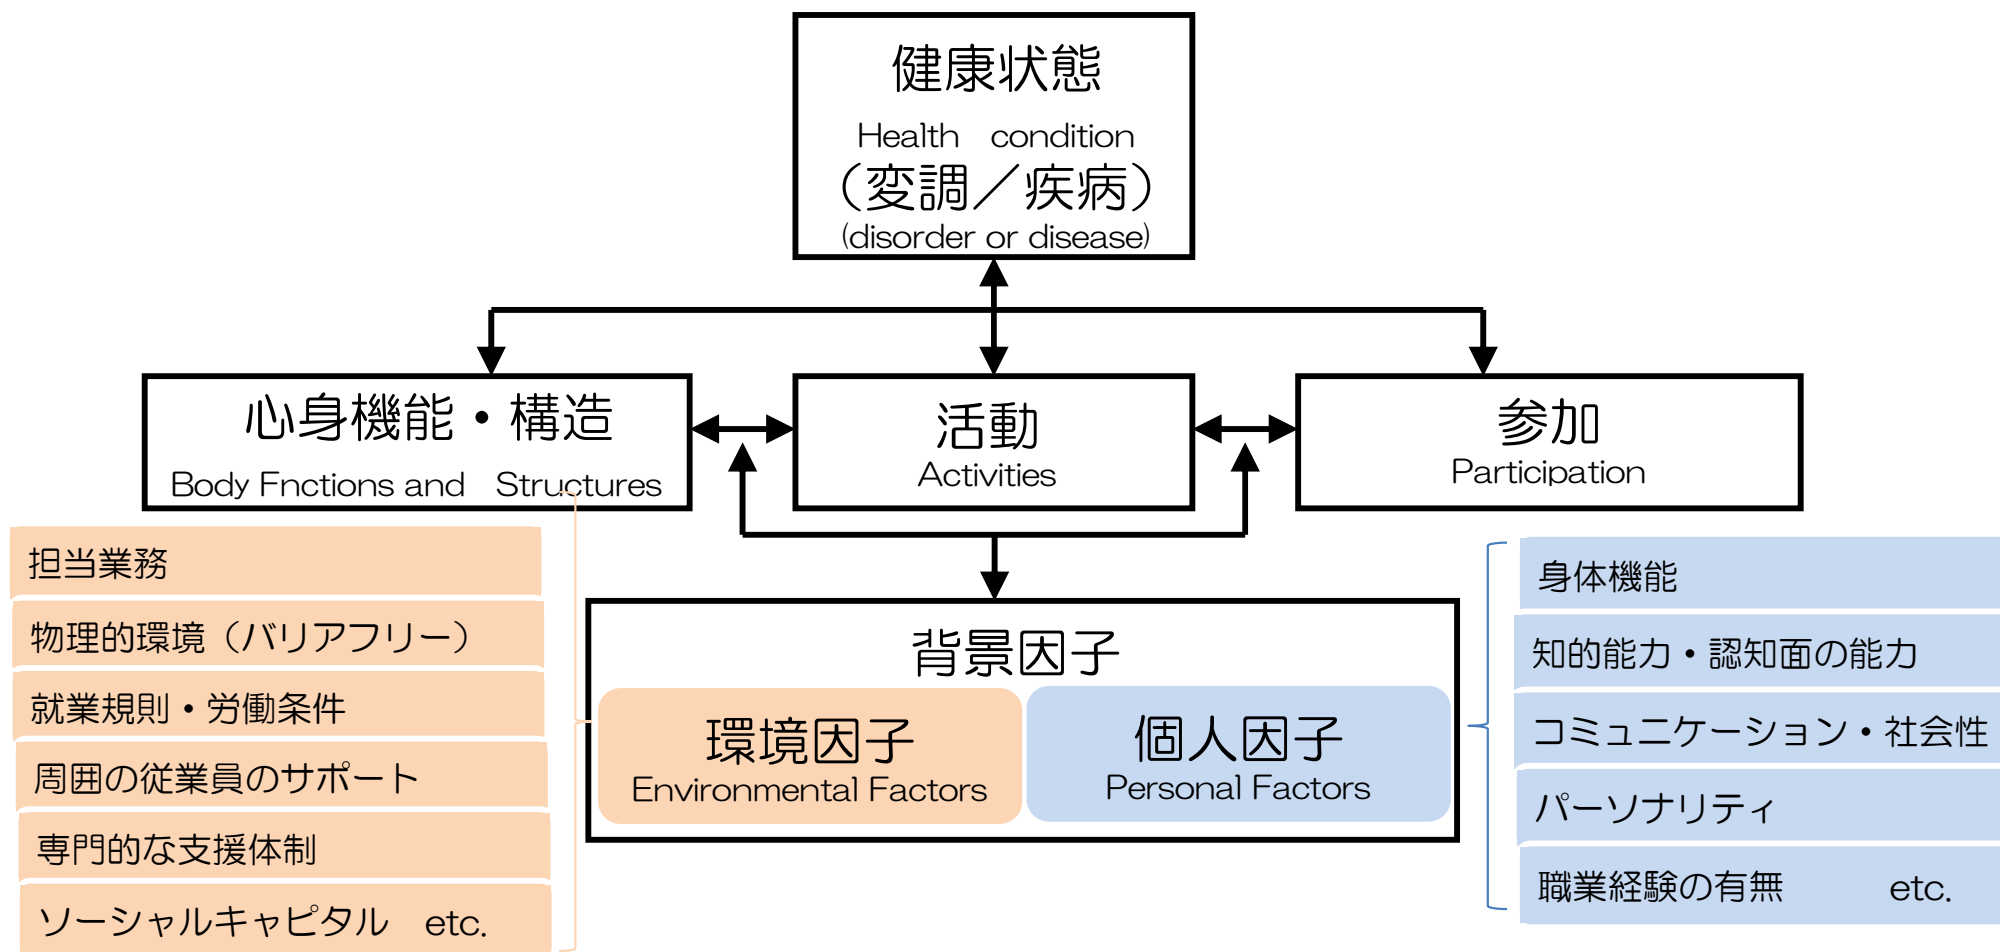 健康状態
Health condition
（変調／疾病）
(disorder or disease)
心身機能・構造
Body Fnctions and Structures
活動
Activities
参加
Participation
背景因子
環境因子
Environmental Factors
個人因子
Personal Factors
担当業務
物理的環境（バリアフリー）
就業規則・労働条件
周囲の従業員のサポート
専門的な支援体制
ソーシャルキャピタル etc.
身体機能
知的能力・認知面の能力
コミュニケーション・社会性
パーソナリティ
職業経験の有無 etc.